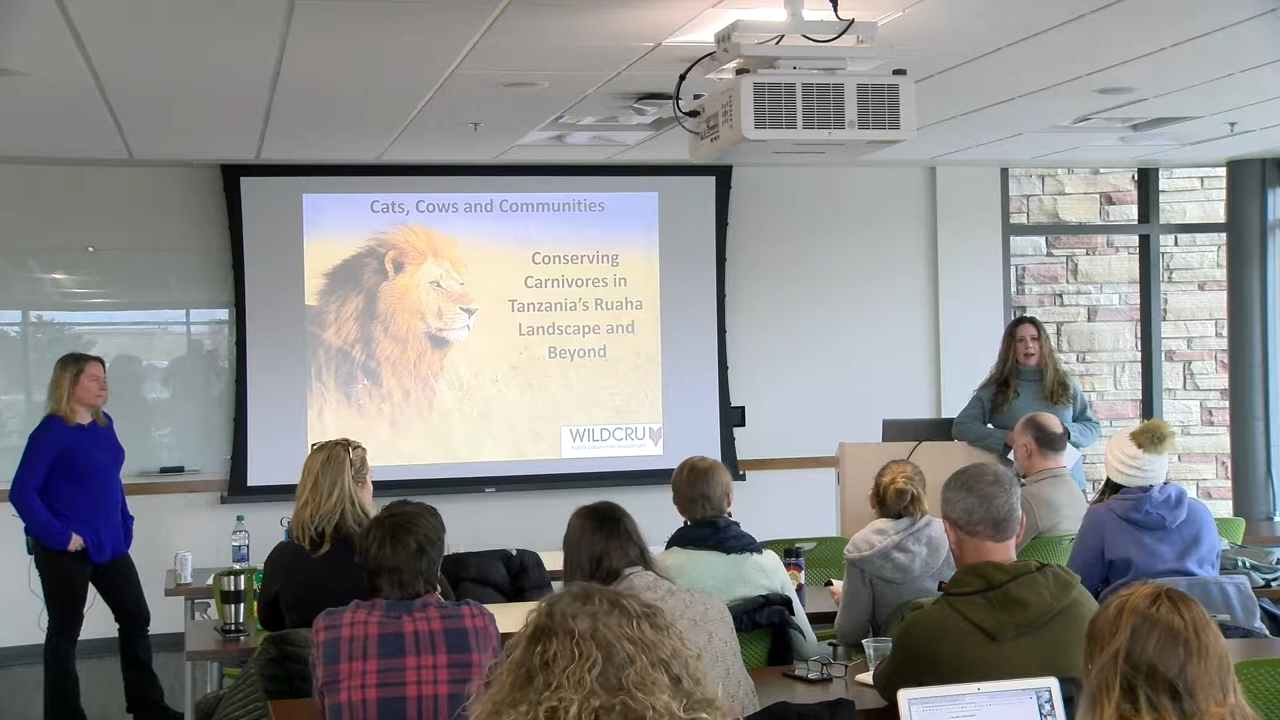 Cats, Cows and Communities
Conserving
Carnivores in
Tanzania's Ruaha
Landscape and
Beyond
WILDCRU